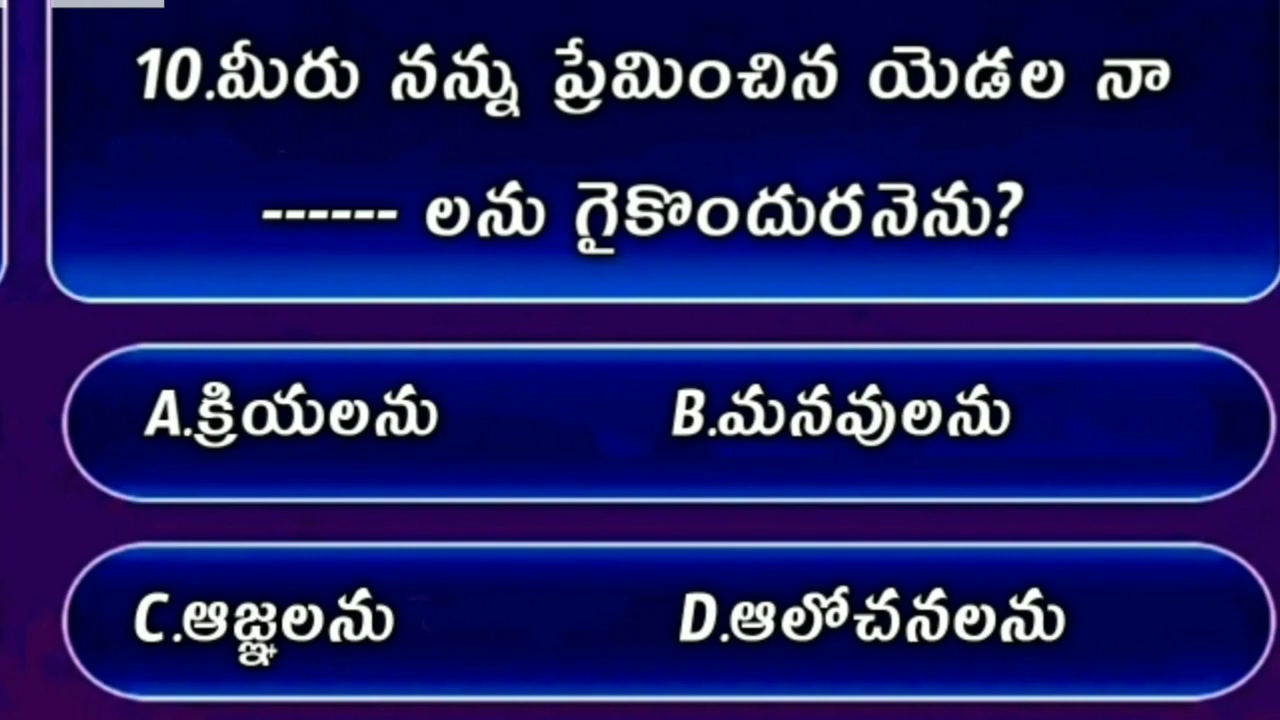 10.మీరు నన్ను ప్రేమించిన యెడల నా
------ లను గైకొందురనెను?
A.క్రియలను B.మనవులను
C.ఆజ్ఞలను D.ఆలోచనలను